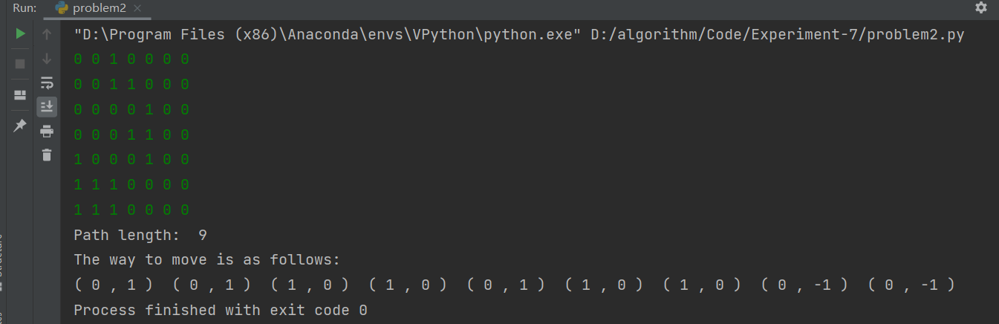 Run: problem2
"D:\Program Files (x86)\Anaconda\envs\VPython\python.exe" D:/algorithm/Code/Experiment-7/problem2.py
0 0 1 0 0 0 0
0 0 1 1 0 0 0
0 0 0 0 1 0 0
0 0 0 1 1 0 0
1 0 0 0 1 0 0
1 1 1 0 0 0 0
1 1 1 0 0 0 0
Path length:  9
The way to move is as follows:
( 0 , 1 )  ( 0 , 1 )  ( 1 , 0 )  ( 1 , 0 )  ( 0 , 1 )  ( 1 , 0 )  ( 1 , 0 )  ( 0 , -1 )  ( 0 , -1 )
Process finished with exit code 0